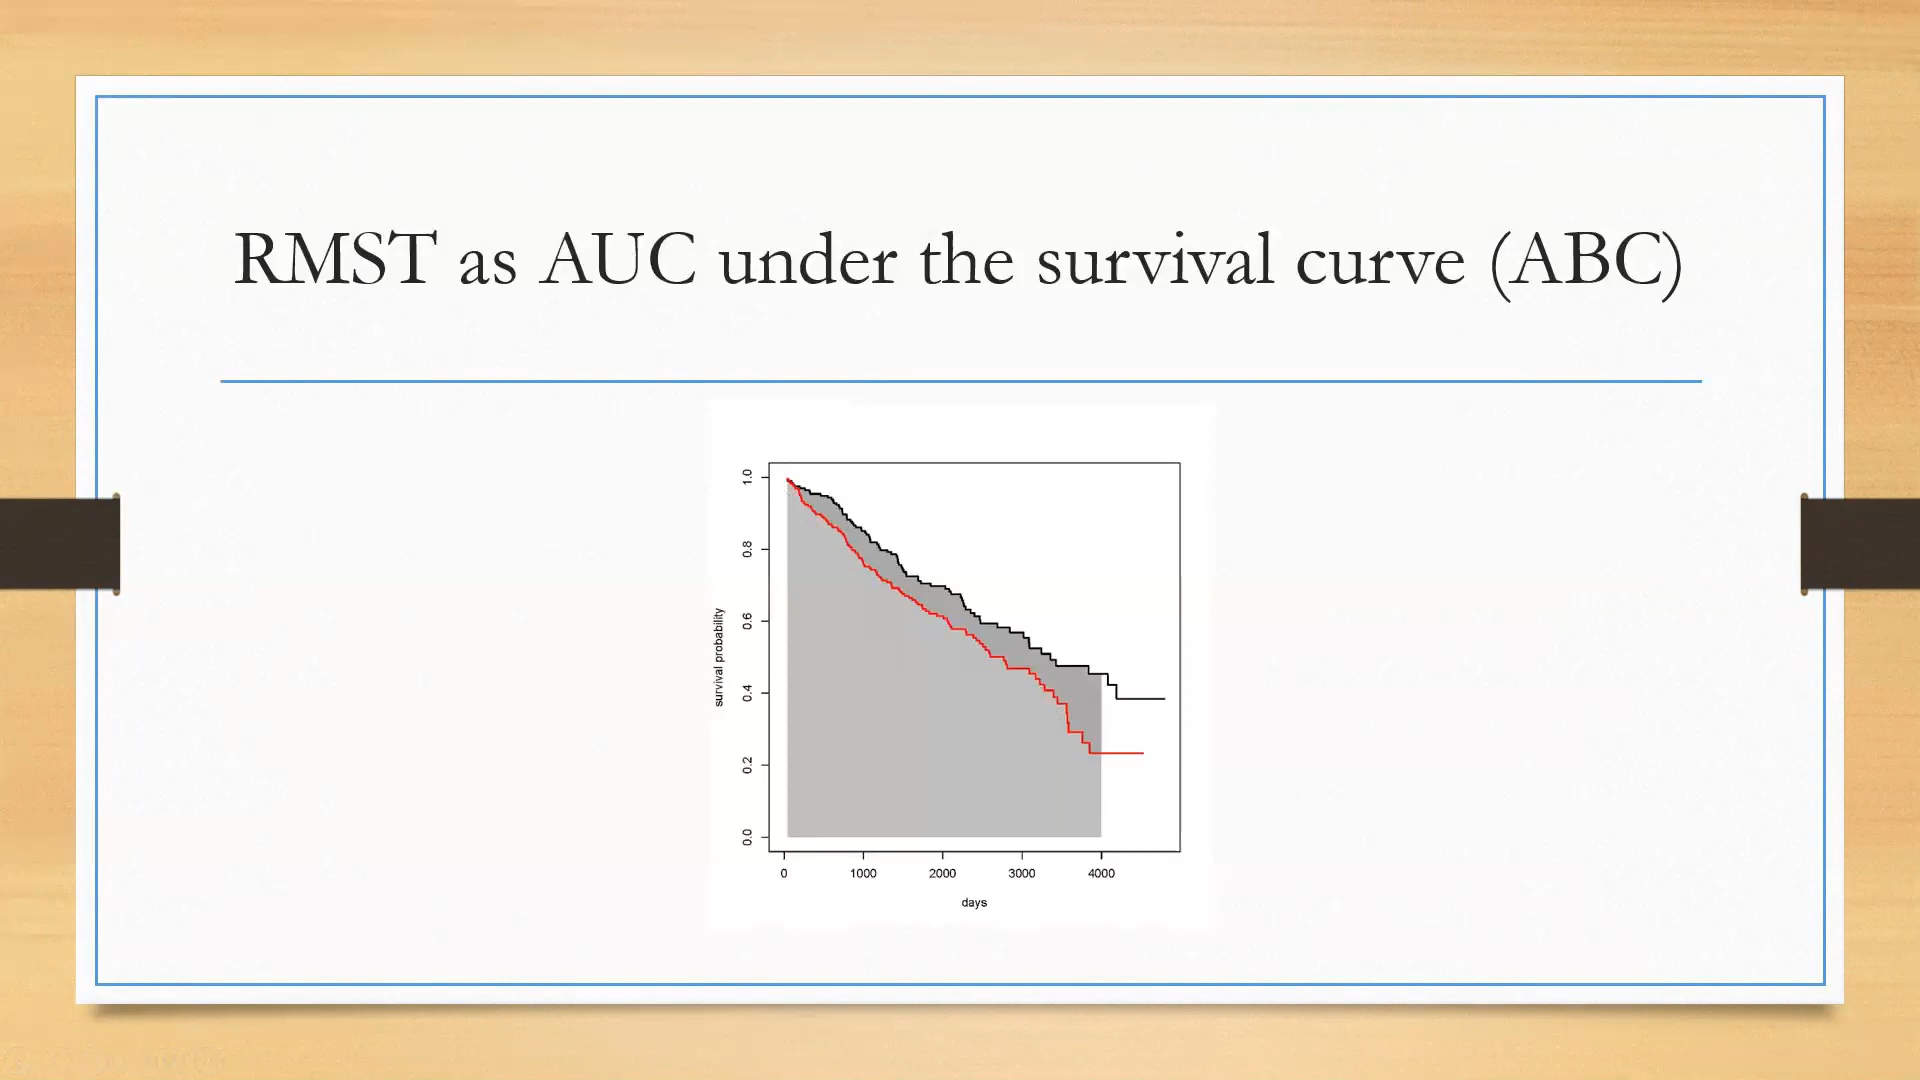 RMST as AUC under the survival curve (ABC)
1.0
0.8
0.6
0.4
0.2
0.0
survival probability
0 1000 2000 3000 4000
days